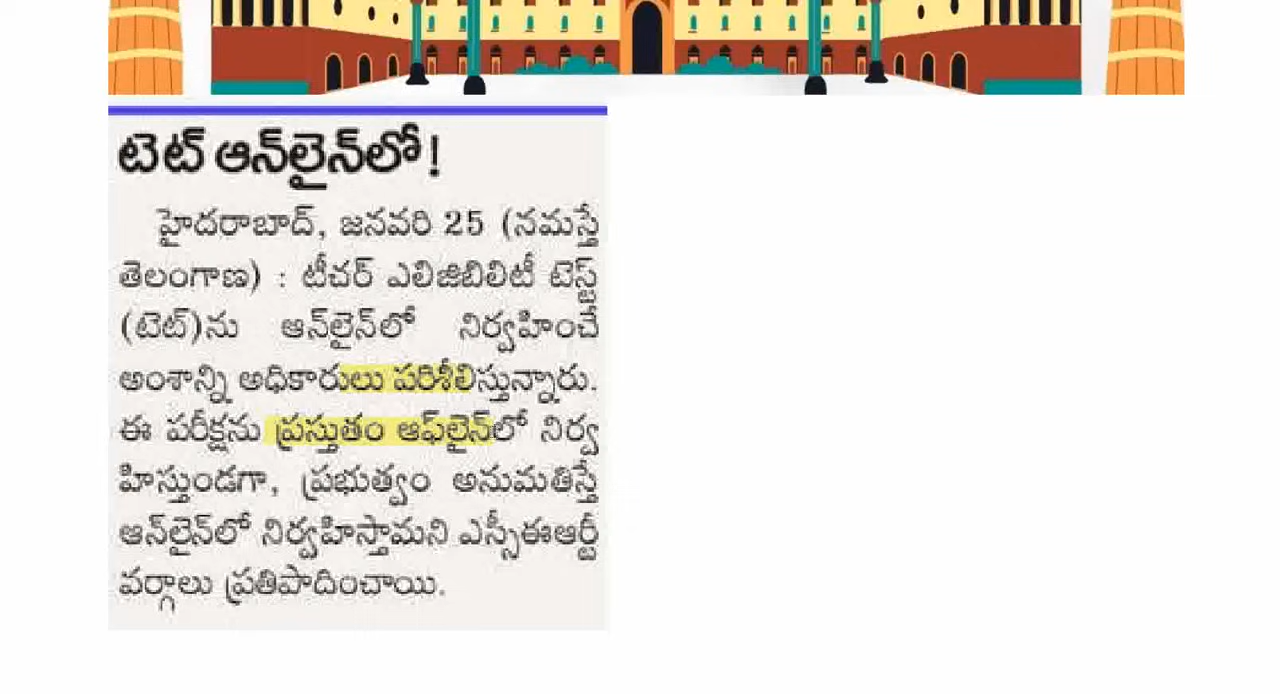 టెట్ ఆన్‌లైన్‌లో!
హైదరాబాద్, జనవరి 25 (నమస్తే
తెలంగాణ) : టీచర్ ఎలిజిబిలిటీ టెస్ట్
(టెట్)ను ఆన్‌లైన్‌లో నిర్వహించే
అంశాన్ని అధికారులు పరిశీలిస్తున్నారు.
ఈ పరీక్షను ప్రస్తుతం ఆఫ్‌లైన్‌లో నిర్వ
హిస్తుండగా, ప్రభుత్వం అనుమతిస్తే
ఆన్‌లైన్‌లో నిర్వహిస్తామని ఎస్సీఈఆర్టీ
వర్గాలు ప్రతిపాదించాయి.